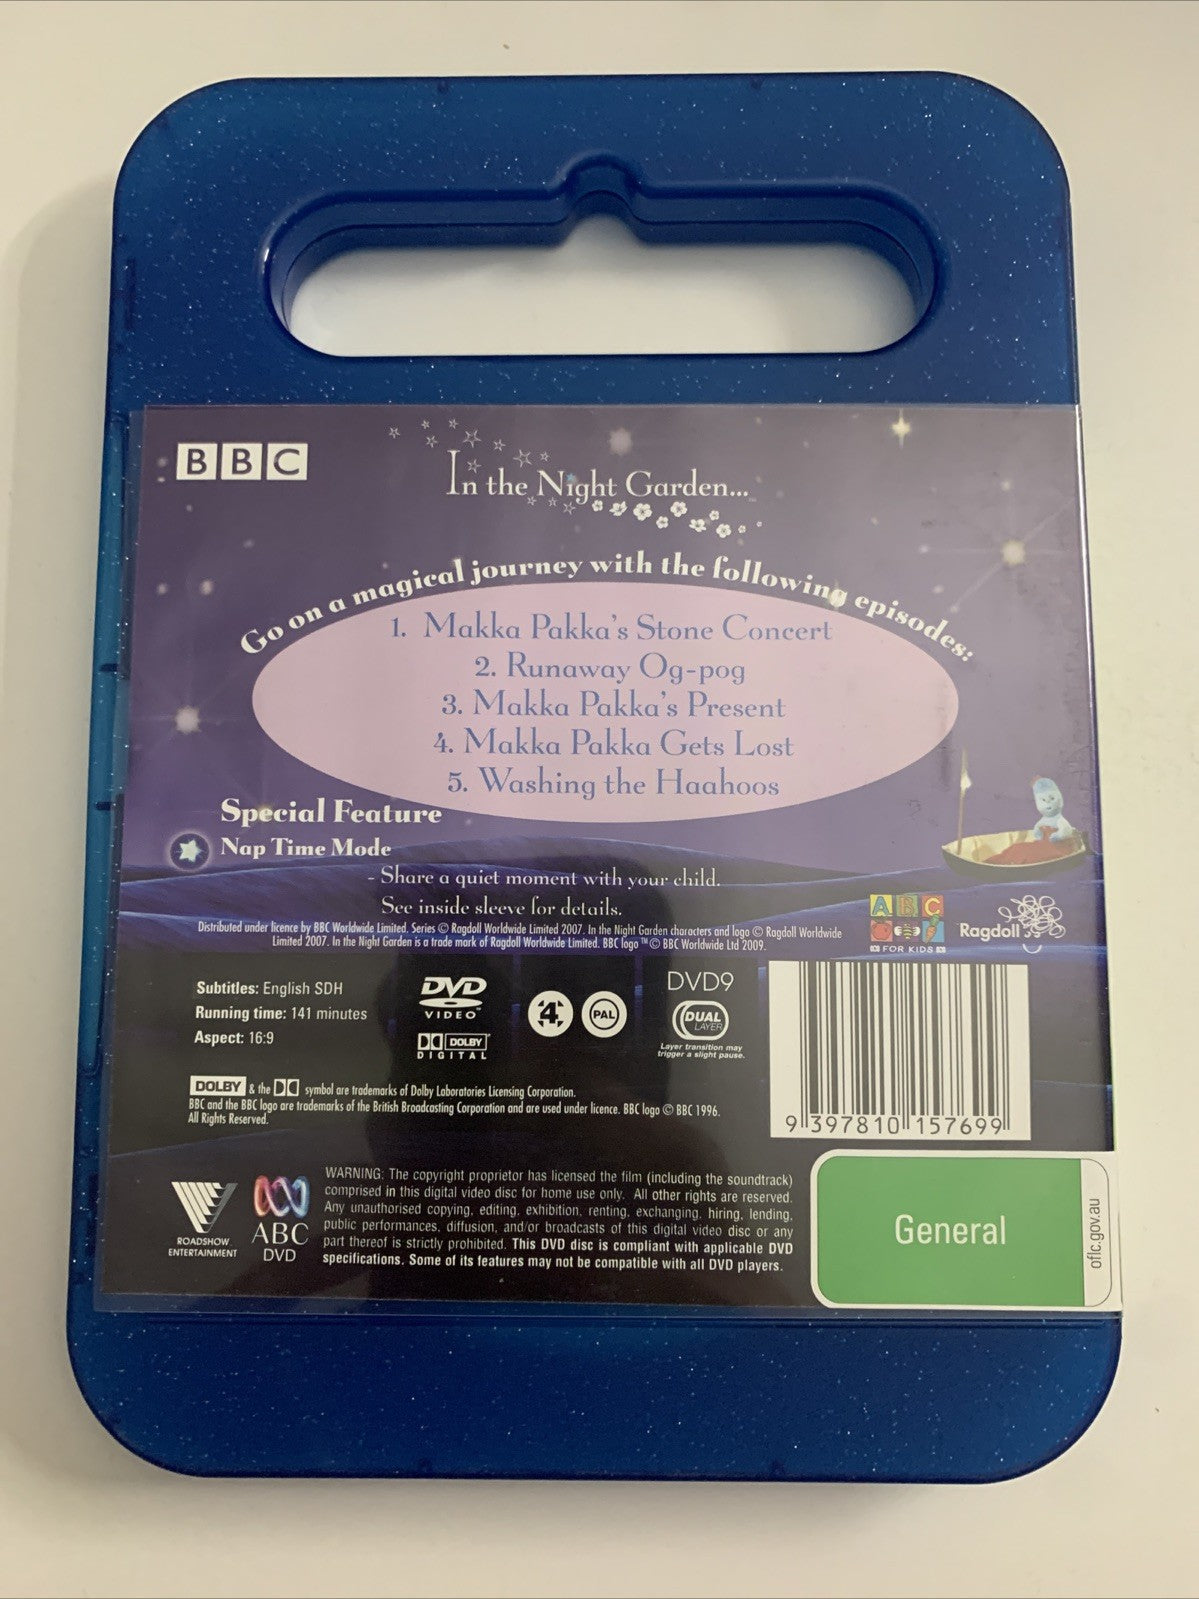 BBC
In the Night Garden...
Go on a magical journey with the following episodes:
1. Makka Pakka's Stone Concert
2. Runaway Og-pog
3. Makka Pakka's Present
4. Makka Pakka Gets Lost
5. Washing the Haahoos
Special Feature
Nap Time Mode
- Share a quiet moment with your child.
See inside sleeve for details.
Distributed under licence by BBC Worldwide Limited. Series © Ragdoll Worldwide Limited 2007. In the Night Garden characters and logo © Ragdoll Worldwide
Limited 2007. In the Night Garden is a trade mark of Ragdoll Worldwide Limited. BBC logo ™ © BBC Worldwide Ltd 2009.
ABC
FOR KIDS
Ragdoll
Subtitles: English SDH
Running time: 141 minutes
Aspect: 16:9
DVD
VIDEO™
DOLBY
DIGITAL
4
PAL
DVD9
DUAL
LAYER
Layer transition may
trigger a slight pause.
9 397810 157699
DOLBY & the DD symbol are trademarks of Dolby Laboratories Licensing Corporation.
BBC and the BBC logo are trademarks of the British Broadcasting Corporation and are used under licence. BBC logo © BBC 1996.
All Rights Reserved.
ROADSHOW
ENTERTAINMENT
ABC
DVD
WARNING: The copyright proprietor has licensed the film (including the soundtrack)
comprised in this digital video disc for home use only. All other rights are reserved.
Any unauthorised copying, editing, exhibition, renting, exchanging, hiring, lending,
public performances, diffusion, and/or broadcasts of this digital video disc or any
part thereof is strictly prohibited. This DVD disc is compliant with applicable DVD
specifications. Some of its features may not be compatible with all DVD players.
General
oflc.gov.au